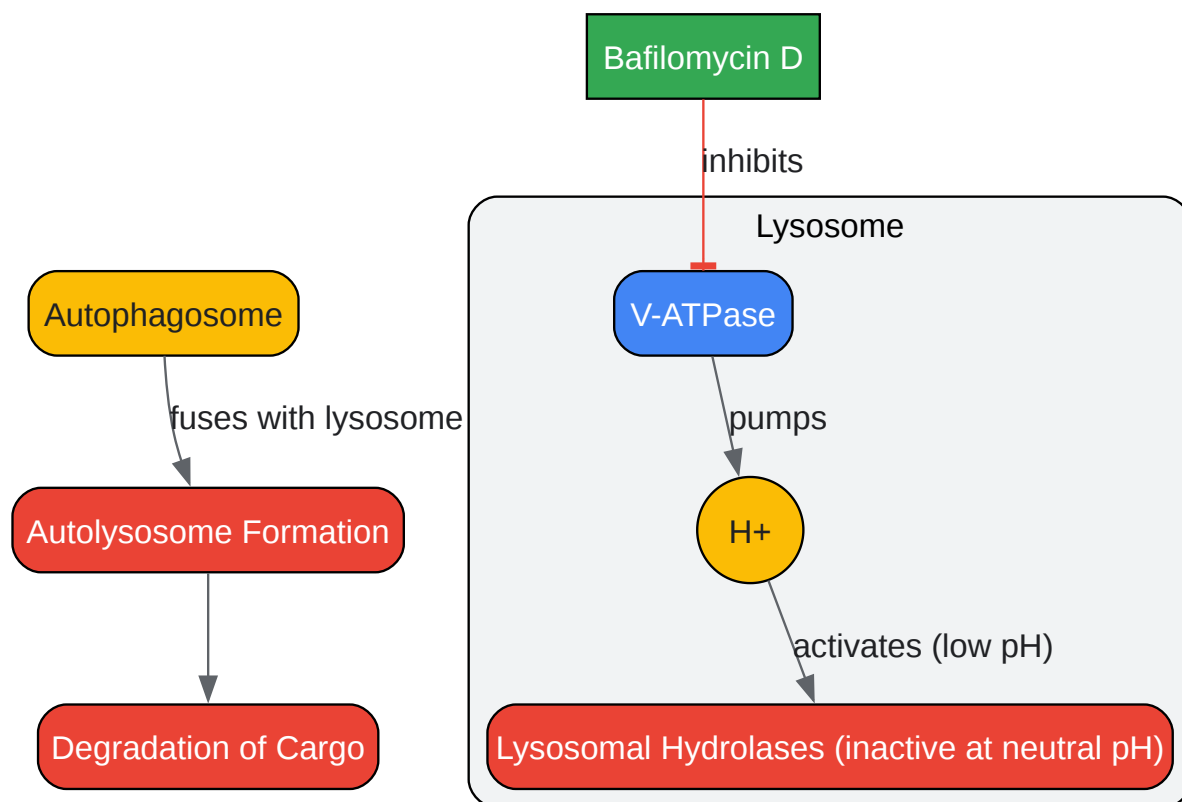 Bafilomycin D
inhibits
Lysosome
Autophagosome
V-ATPase
fuses with lysosome
pumps
Autolysosome Formation
H+
activates (low pH)
Degradation of Cargo
Lysosomal Hydrolases (inactive at neutral pH)